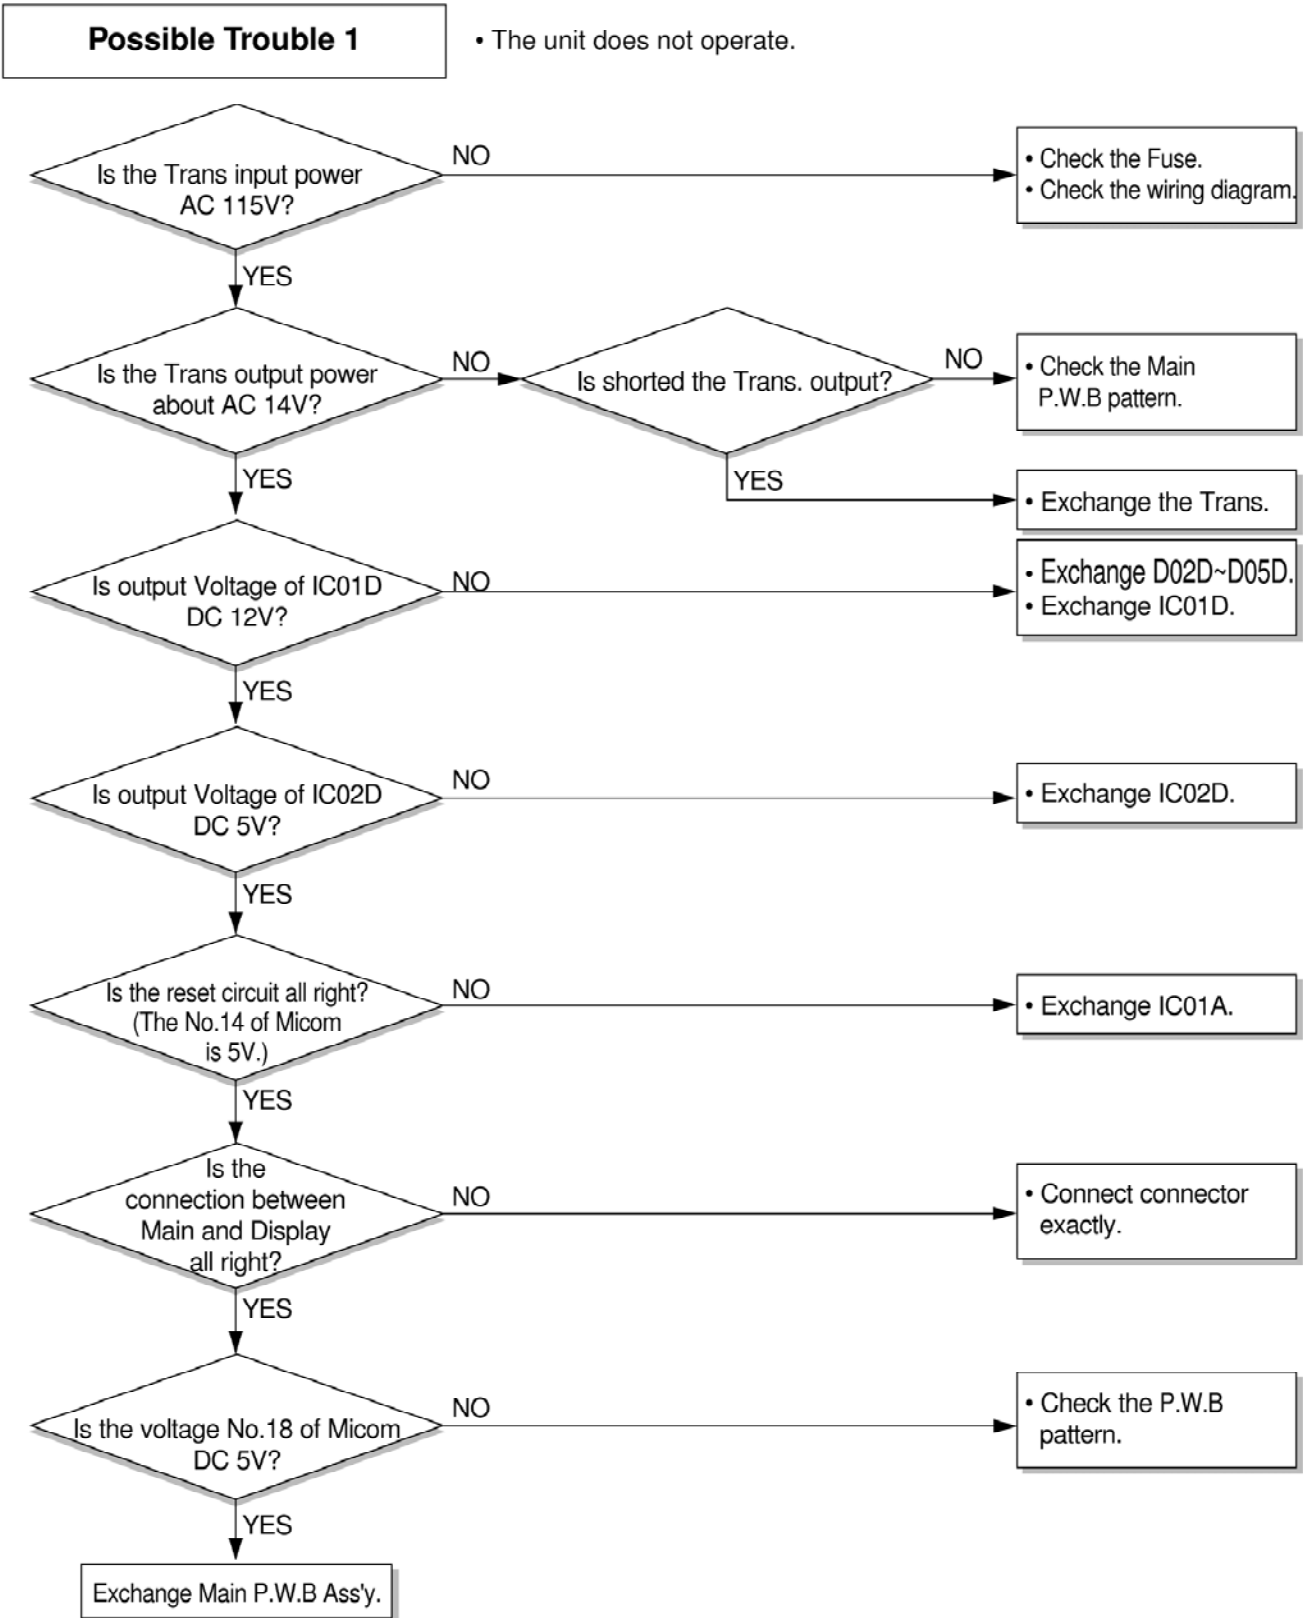 Possible Trouble 1
• The unit does not operate.
Is the Trans input power
AC 115V?
NO
• Check the Fuse.
• Check the wiring diagram.
YES
Is the Trans output power
about AC 14V?
NO
Is shorted the Trans. output?
NO
• Check the Main
P.W.B pattern.
YES
• Exchange the Trans.
YES
Is output Voltage of IC01D
DC 12V?
NO
• Exchange D02D~D05D.
• Exchange IC01D.
YES
Is output Voltage of IC02D
DC 5V?
NO
• Exchange IC02D.
YES
Is the reset circuit all right?
(The No.14 of Micom
is 5V.)
NO
• Exchange IC01A.
YES
Is the
connection between
Main and Display
all right?
NO
• Connect connector
exactly.
YES
Is the voltage No.18 of Micom
DC 5V?
NO
• Check the P.W.B
pattern.
YES
Exchange Main P.W.B Ass'y.